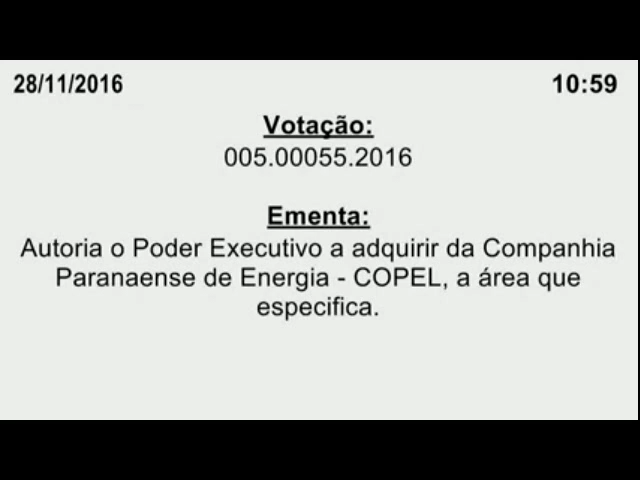 28/11/2016 10:59
Votação:
005.00055.2016
Ementa:
Autoria o Poder Executivo a adquirir da Companhia
Paranaense de Energia - COPEL, a área que
especifica.